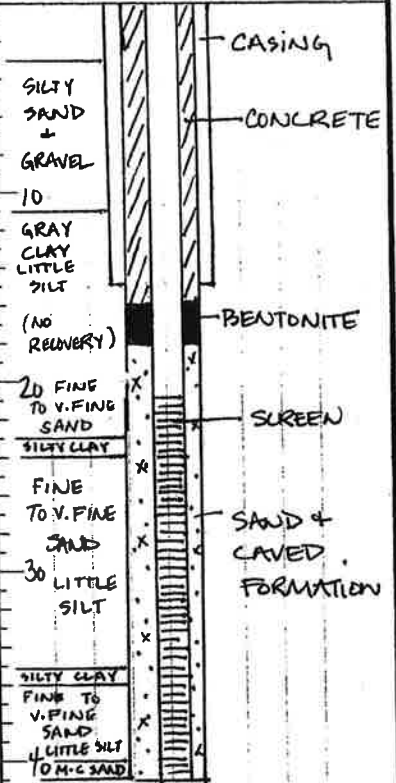 SILTY
SAND
+
GRAVEL
10
GRAY
CLAY
LITTLE
SILT
(NO
RECOVERY)
20 FINE
TO V. FINE
SAND
SILTY CLAY
FINE
TO V. FINE
SAND
30 LITTLE
SILT
SILTY CLAY
FINE TO
V. FINE
SAND
LITTLE SILT
40 M-C SAND
CASING
CONCRETE
BENTONITE
SCREEN
SAND +
CAVED
FORMATION